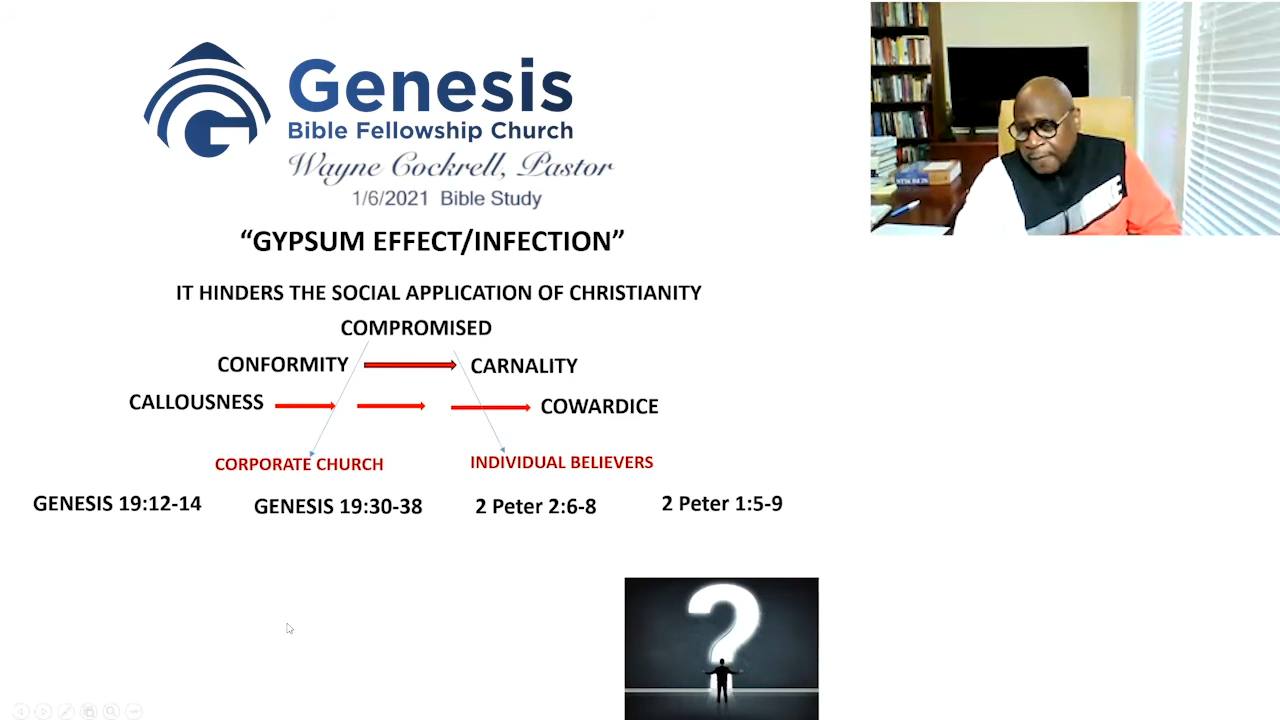 Genesis
Bible Fellowship Church
Wayne Cockrell, Pastor
1/6/2021 Bible Study
“GYPSUM EFFECT/INFECTION”
IT HINDERS THE SOCIAL APPLICATION OF CHRISTIANITY
COMPROMISED
CONFORMITY CARNALITY
CALLOUSNESS COWARDICE
CORPORATE CHURCH INDIVIDUAL BELIEVERS
GENESIS 19:12-14 GENESIS 19:30-38 2 Peter 2:6-8 2 Peter 1:5-9
?